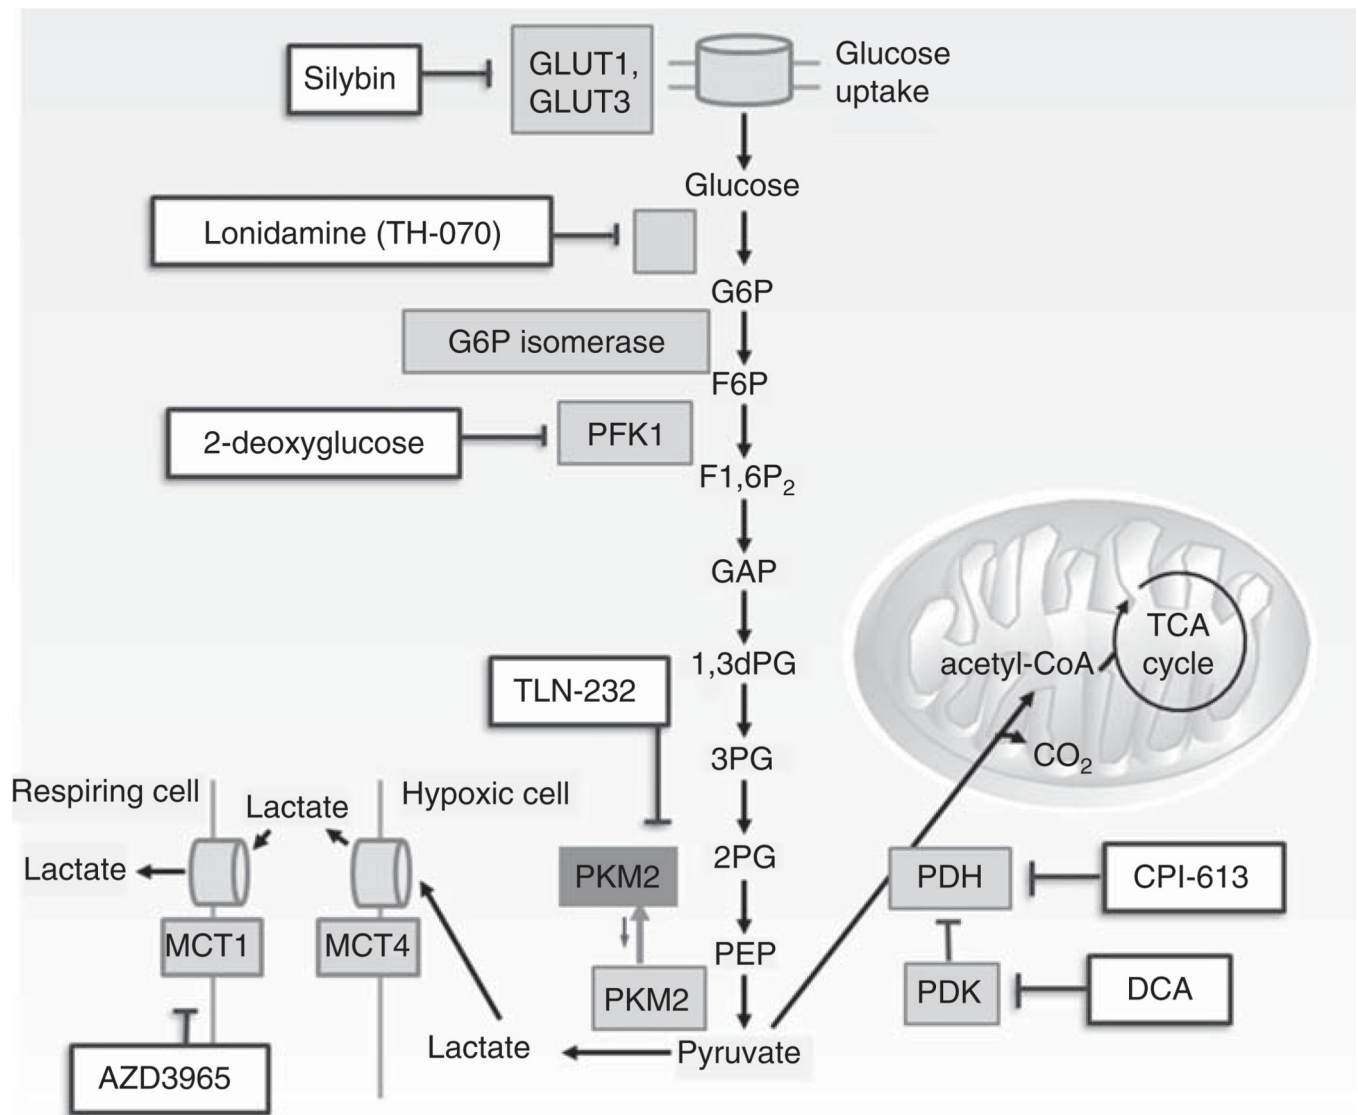 Silybin
GLUT1,
GLUT3
Glucose
uptake
Glucose
Lonidamine (TH-070)
G6P
G6P isomerase
F6P
2-deoxyglucose
PFK1
F1,6P₂
GAP
TCA
cycle
acetyl-CoA
1,3dPG
TLN-232
3PG
CO₂
Respiring cell
Lactate
Hypoxic cell
Lactate
PKM2
2PG
PDH
CPI-613
MCT1
MCT4
PEP
PKM2
PDK
DCA
Lactate
Pyruvate
AZD3965